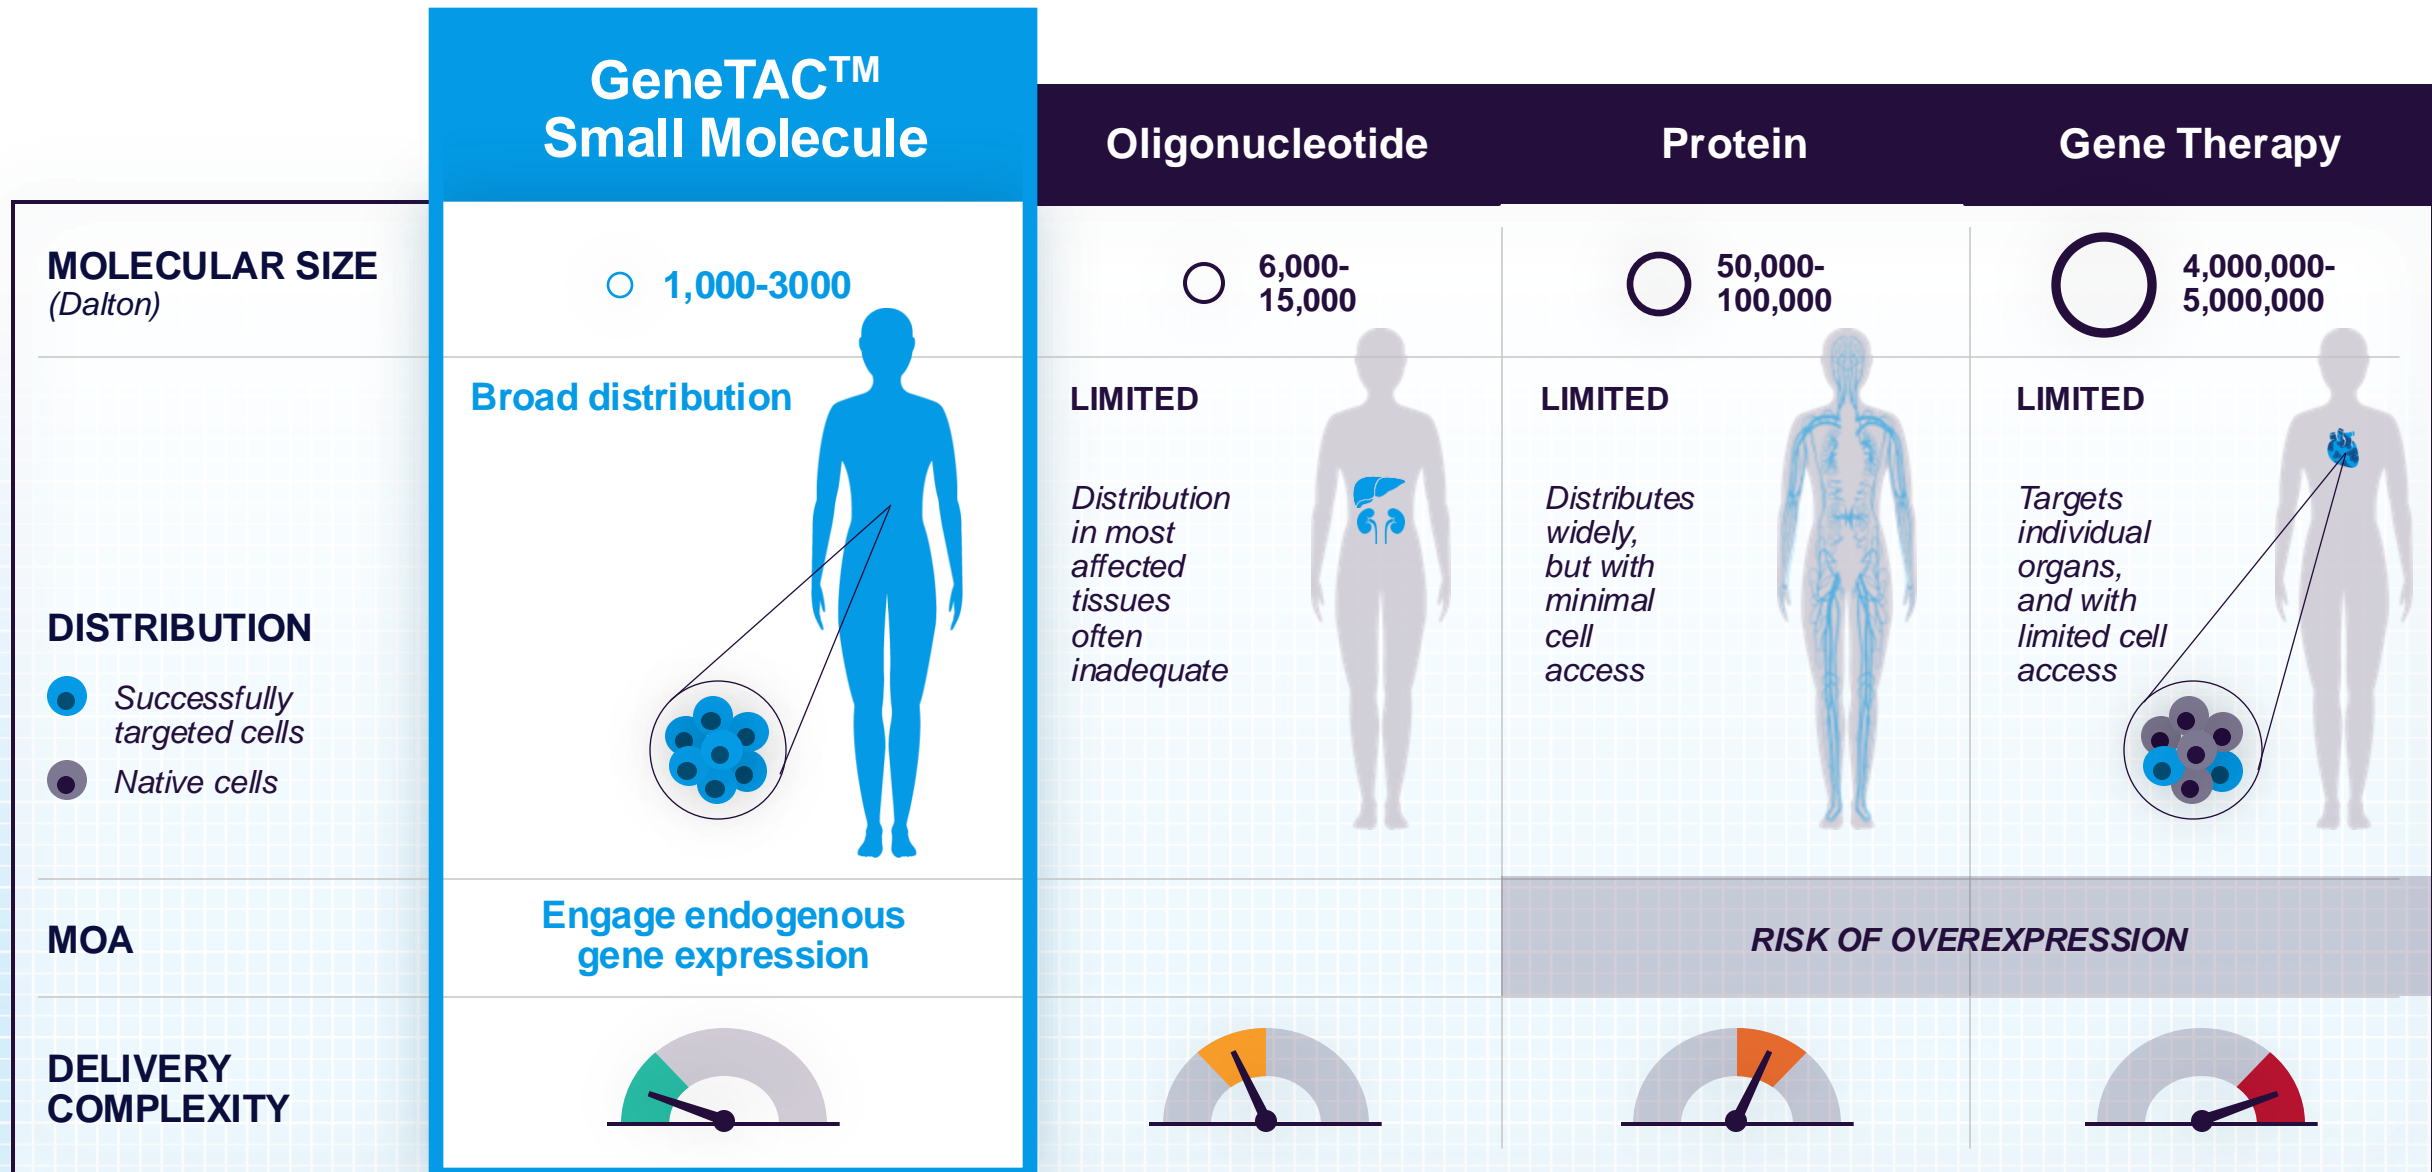 GeneTAC™
Small Molecule
Oligonucleotide
Protein
Gene Therapy
MOLECULAR SIZE
(Dalton)
1,000-3000
6,000-
15,000
50,000-
100,000
4,000,000-
5,000,000
DISTRIBUTION
Successfully
targeted cells
Native cells
Broad distribution
LIMITED
Distribution
in most
affected
tissues
often
inadequate
LIMITED
Distributes
widely,
but with
minimal
cell
access
LIMITED
Targets
individual
organs,
and with
limited cell
access
MOA
Engage endogenous
gene expression
RISK OF OVEREXPRESSION
DELIVERY
COMPLEXITY